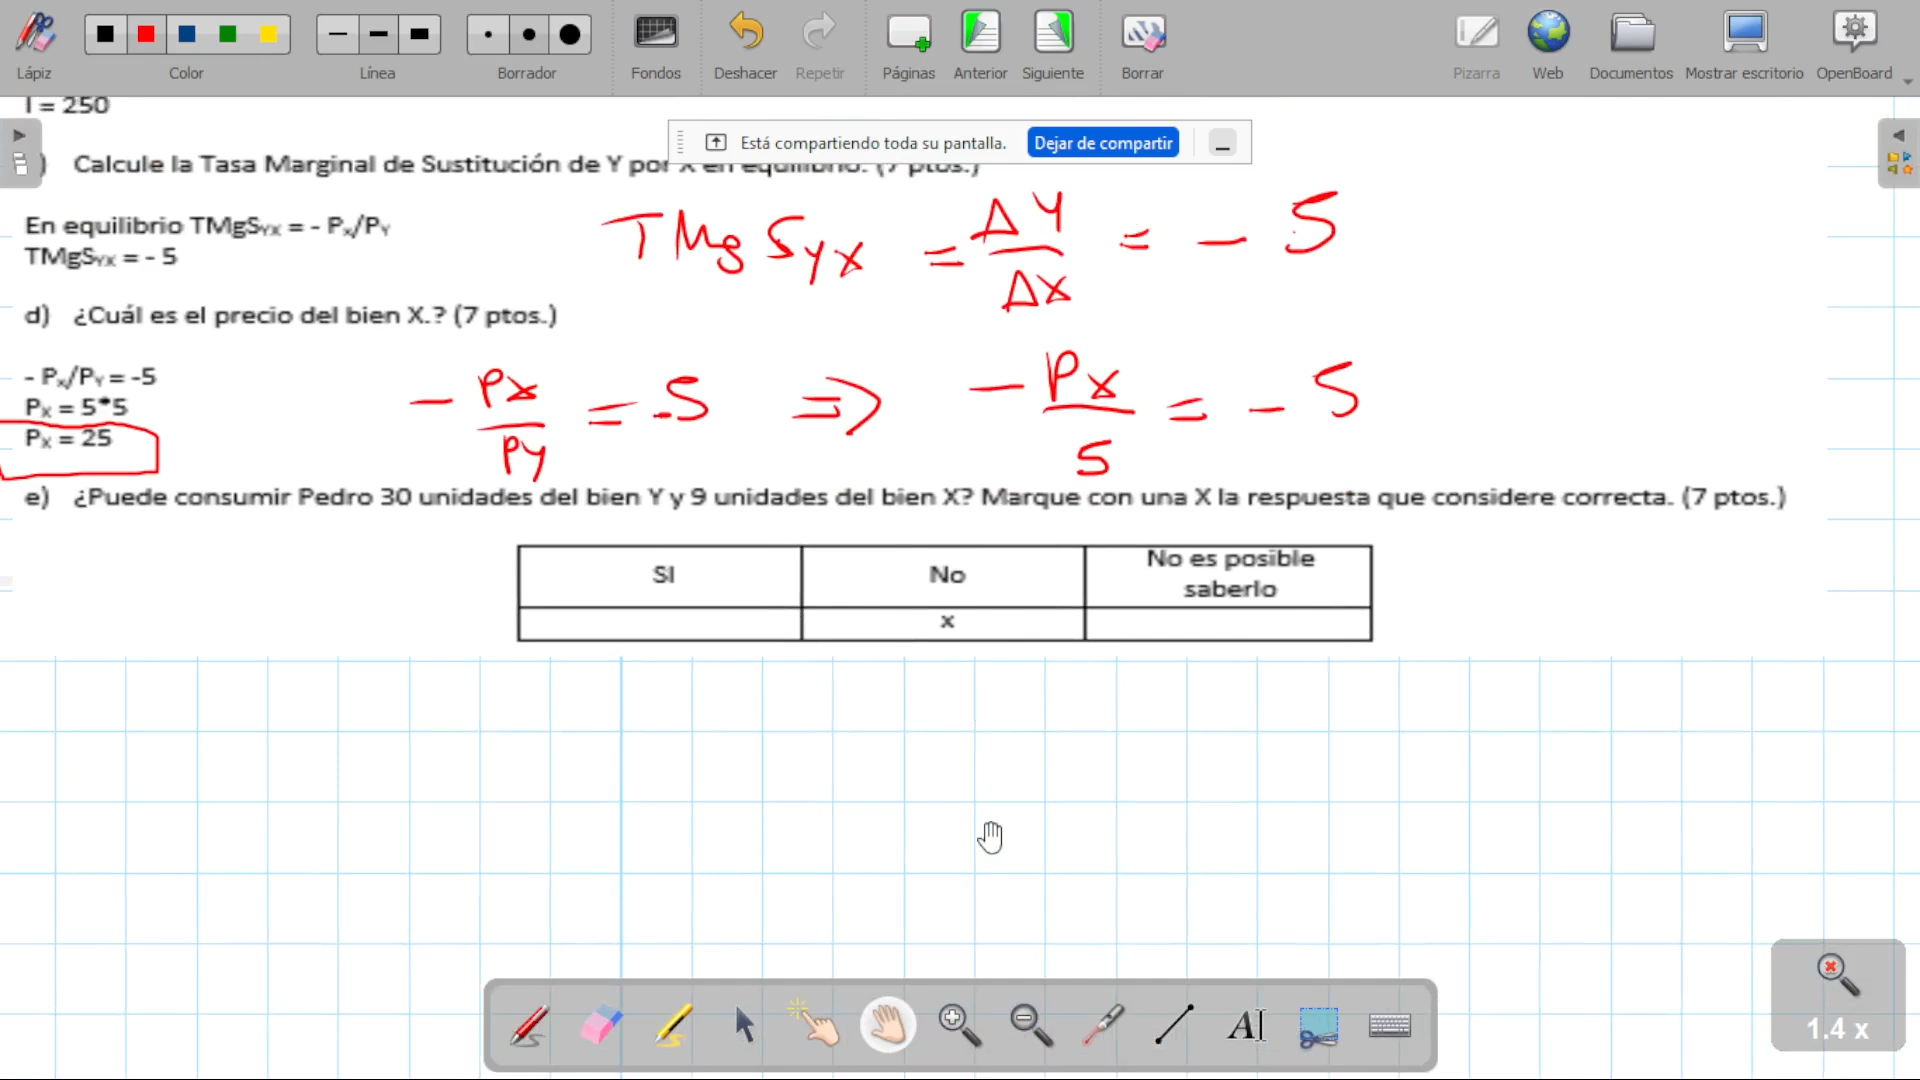 Lápiz
Color
Línea
Borrador
Fondos
Deshacer
Repetir
Páginas
Anterior
Siguiente
Borrar
Pizarra
Web
Documentos
Mostrar escritorio
OpenBoard
I = 250
Está compartiendo toda su pantalla.
Dejar de compartir
) Calcule la Tasa Marginal de Sustitución de Y por X en equilibrio. (7 ptos.)
En equilibrio TMgSYX = - PX/PY
TMgSYX = - 5
TMgSYX = ΔY/ΔX = - 5
d) ¿Cuál es el precio del bien X.? (7 ptos.)
- PX/PY = -5
PX = 5*5
PX = 25
- PX/PY = -5 => - PX/5 = - 5
e) ¿Puede consumir Pedro 30 unidades del bien Y y 9 unidades del bien X? Marque con una X la respuesta que considere correcta. (7 ptos.)
SI
No
No es posible
saberlo
x
AI
1.4 x